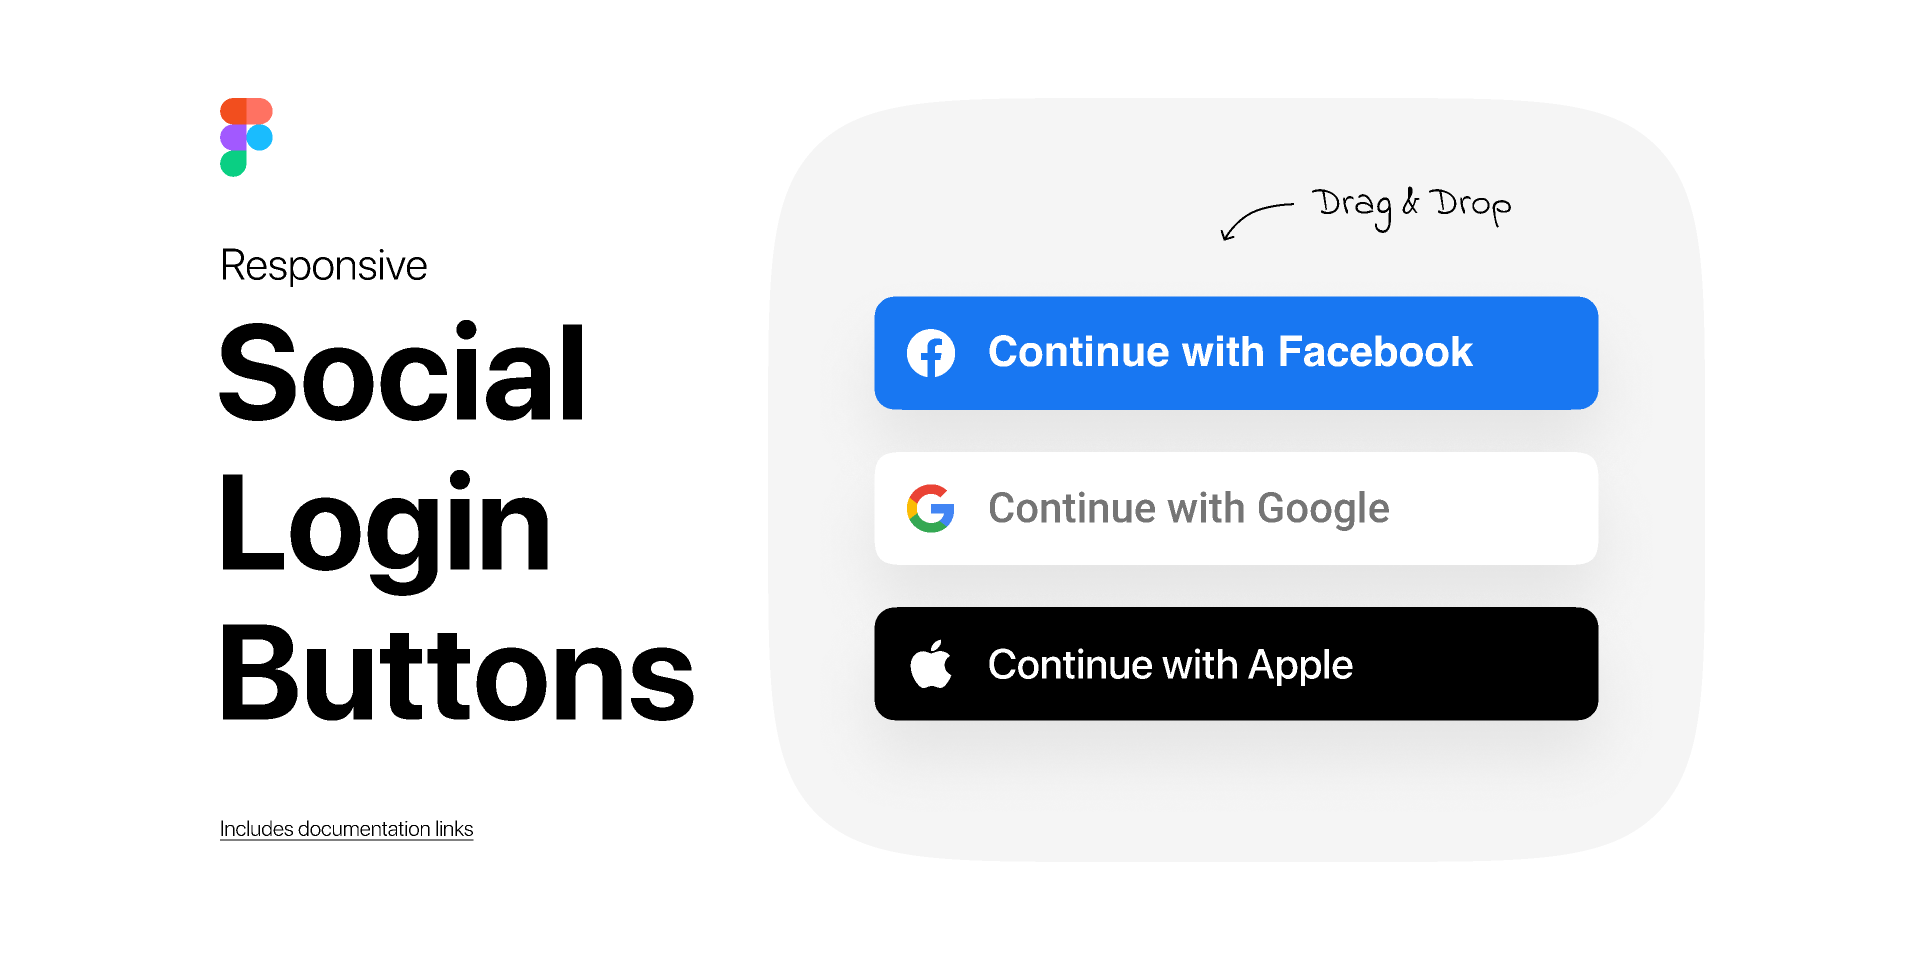 Responsive
Social
Login
Buttons
Includes documentation links
Drag & Drop
Continue with Facebook
Continue with Google
Continue with Apple